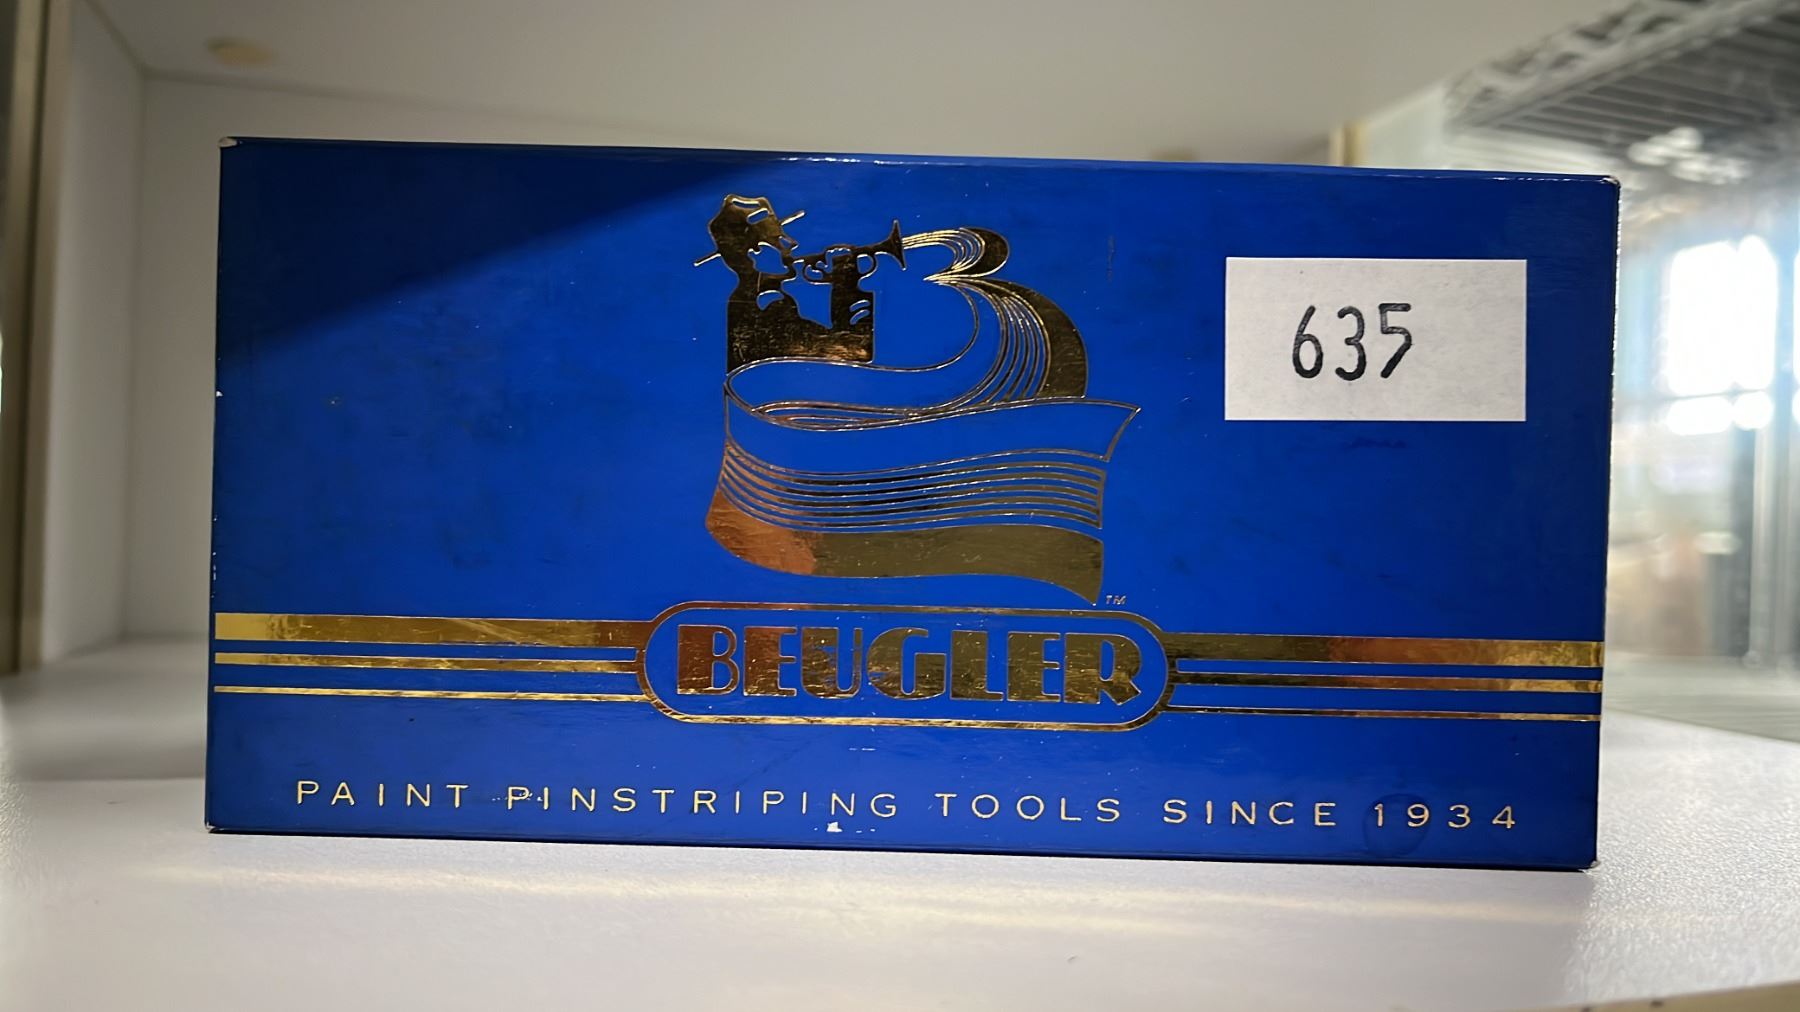 635
TM
BEUGLER
PAINT PINSTRIPING TOOLS SINCE 1934